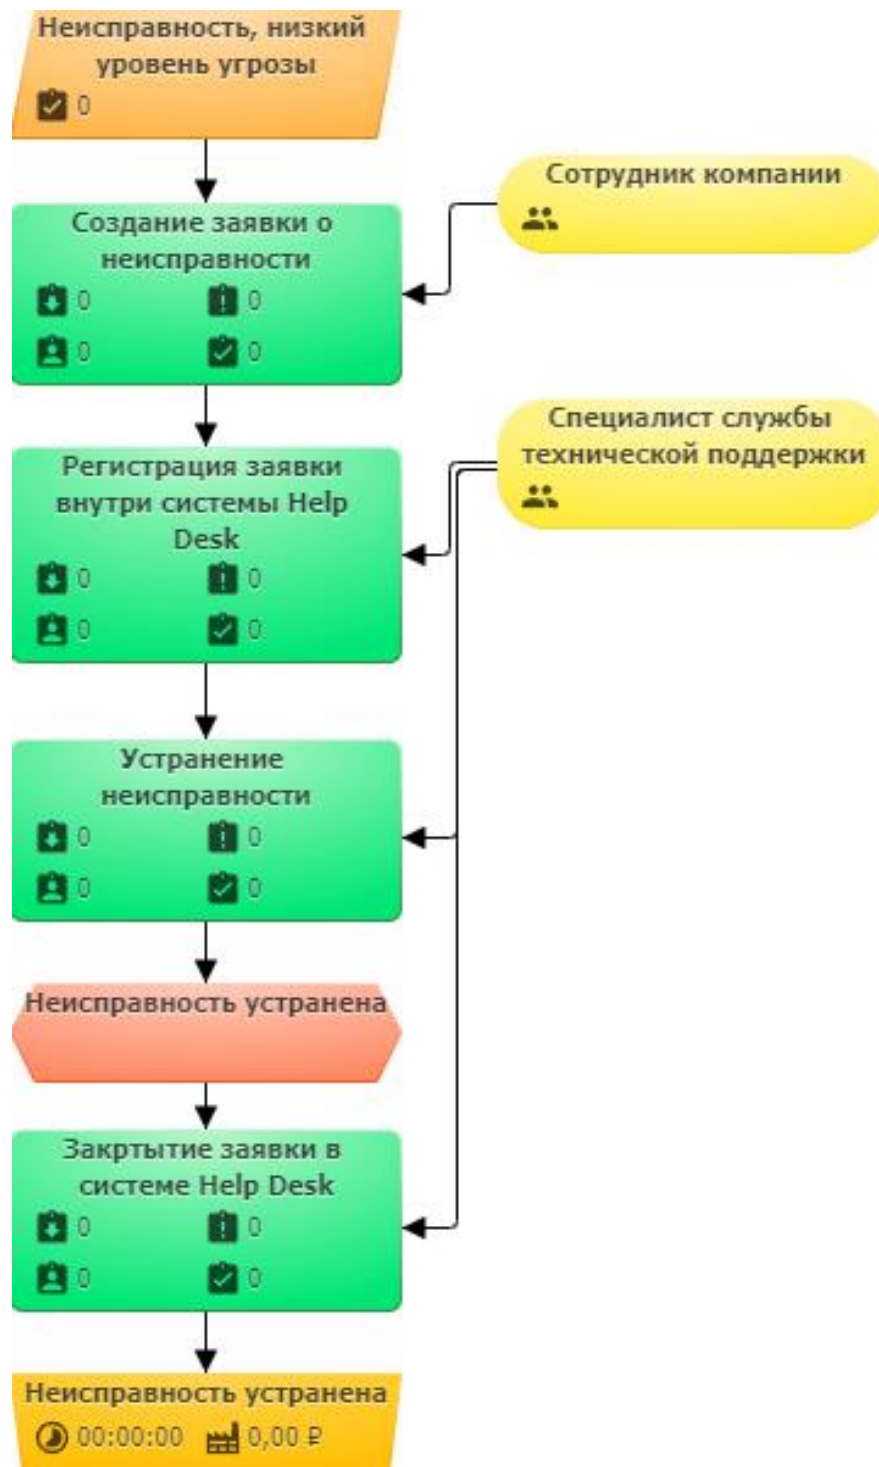 Неисправность, низкий
уровень угрозы
0
Сотрудник компании
Создание заявки о
неисправности
0 0
0 0
Специалист службы
технической поддержки
Регистрация заявки
внутри системы Help
Desk
0 0
0 0
Устранение
неисправности
0 0
0 0
Неисправность устранена
Закртытие заявки в
системе Help Desk
0 0
0 0
Неисправность устранена
00:00:00 0,00 ₽